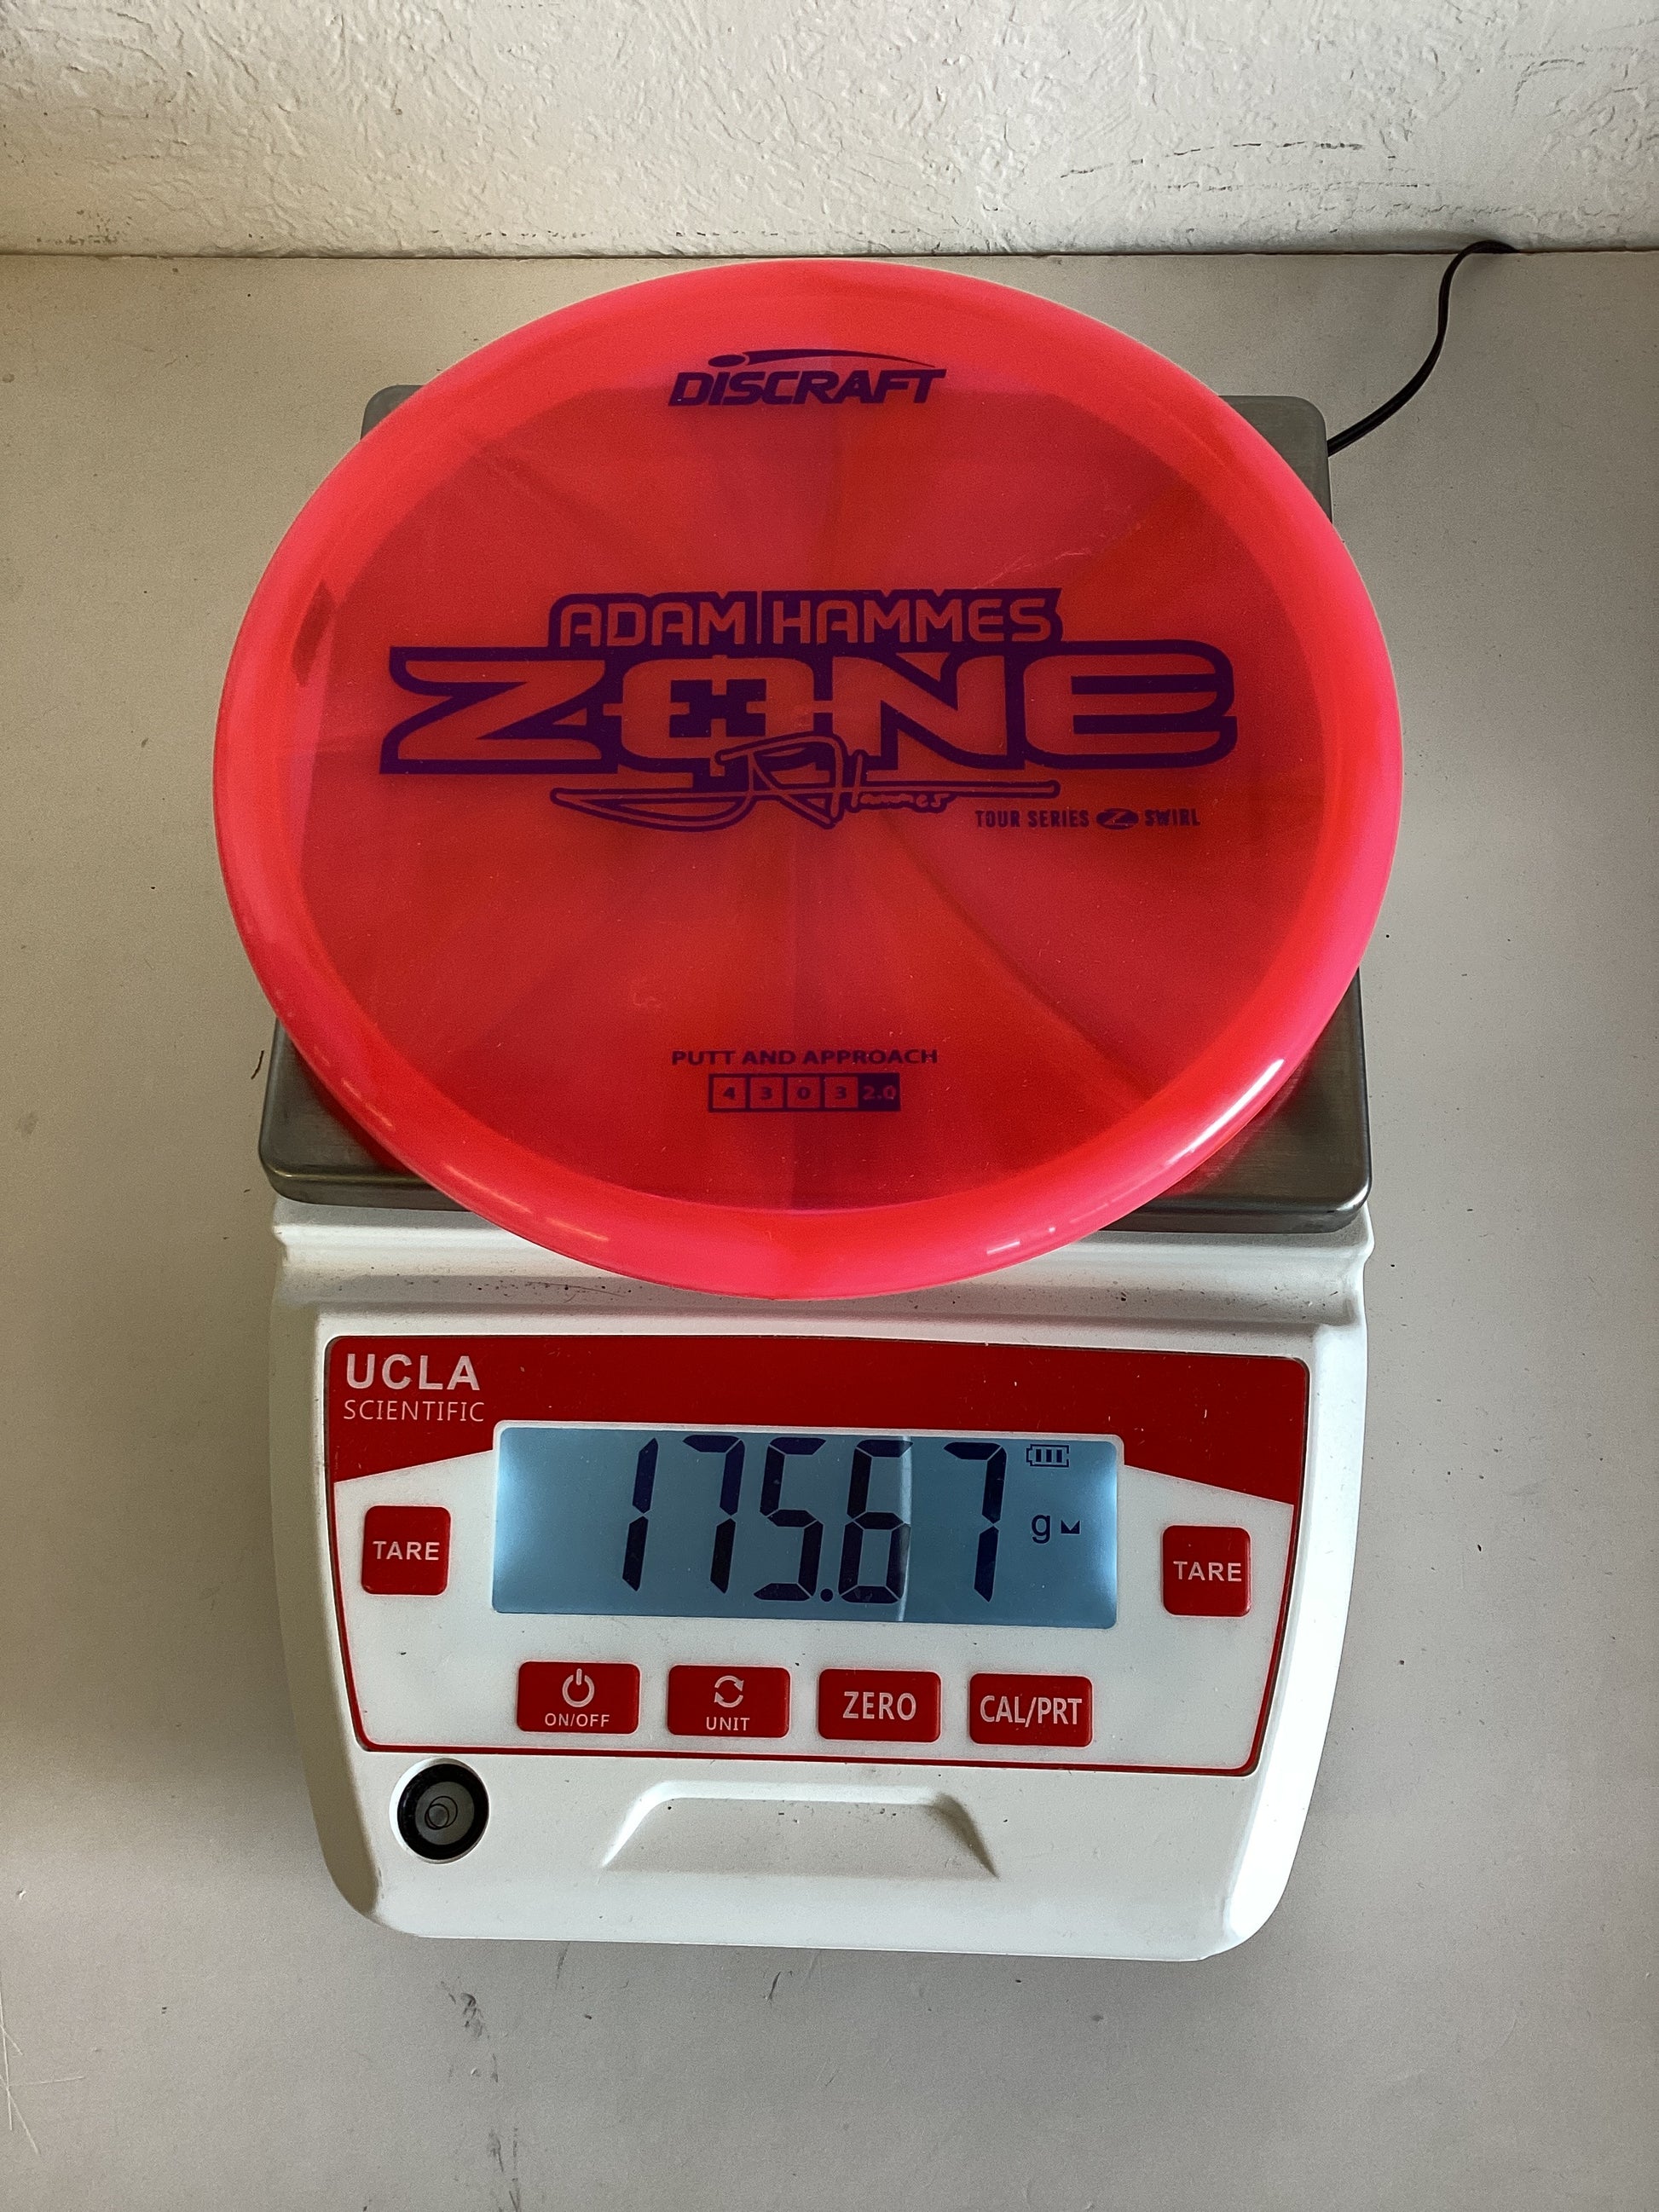 DISCRAFT
ADAM HAMMES
ZONE
A Hammes
TOUR SERIES Z SWIRL
PUTT AND APPROACH
4 3 0 3 2.0
UCLA
SCIENTIFIC
175.67 g
TARE
TARE
ON/OFF
UNIT
ZERO
CAL/PRT